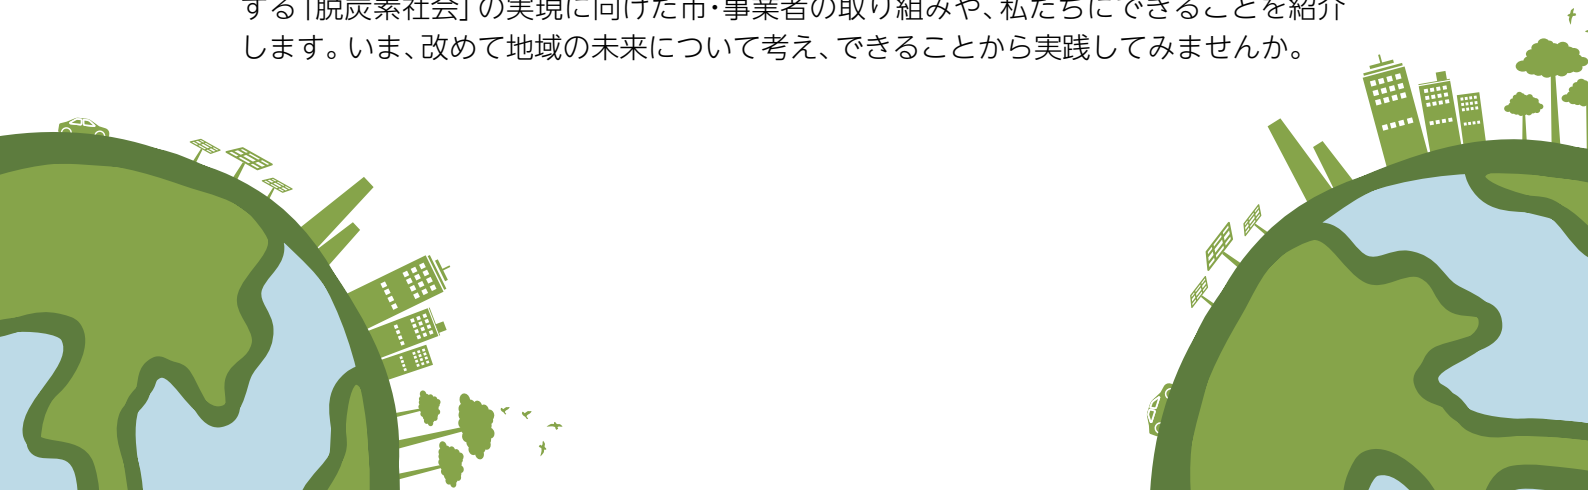 する「脱炭素社会」の実現に向けた市・事業者の取り組みや、私たちにできることを紹介
します。いま、改めて地域の未来について考え、できることから実践してみませんか。